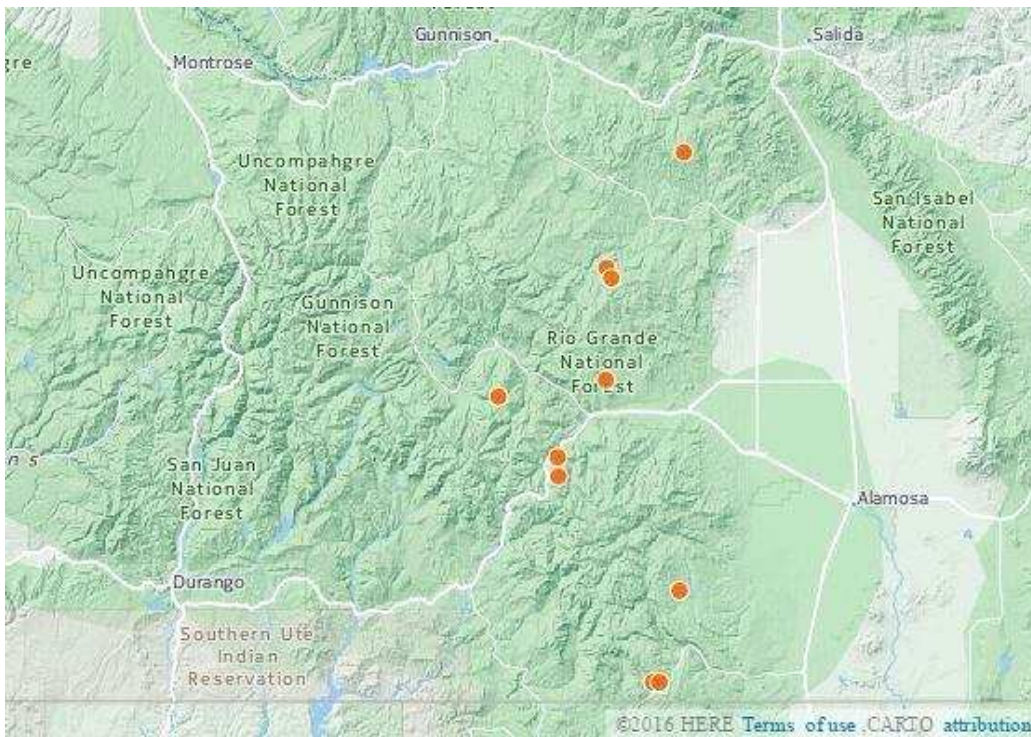 Gunnison
Salida
Montrose
Uncompahgre
National
Forest
San Isabel
National
Forest
Uncompahgre
National
Forest
Gunnison
National
Forest
Rio Grande
National
Forest
San Juan
National
Forest
Alamosa
Durango
Southern Ute
Indian
Reservation
©2016 HERE Terms of use ,CARTO attribution